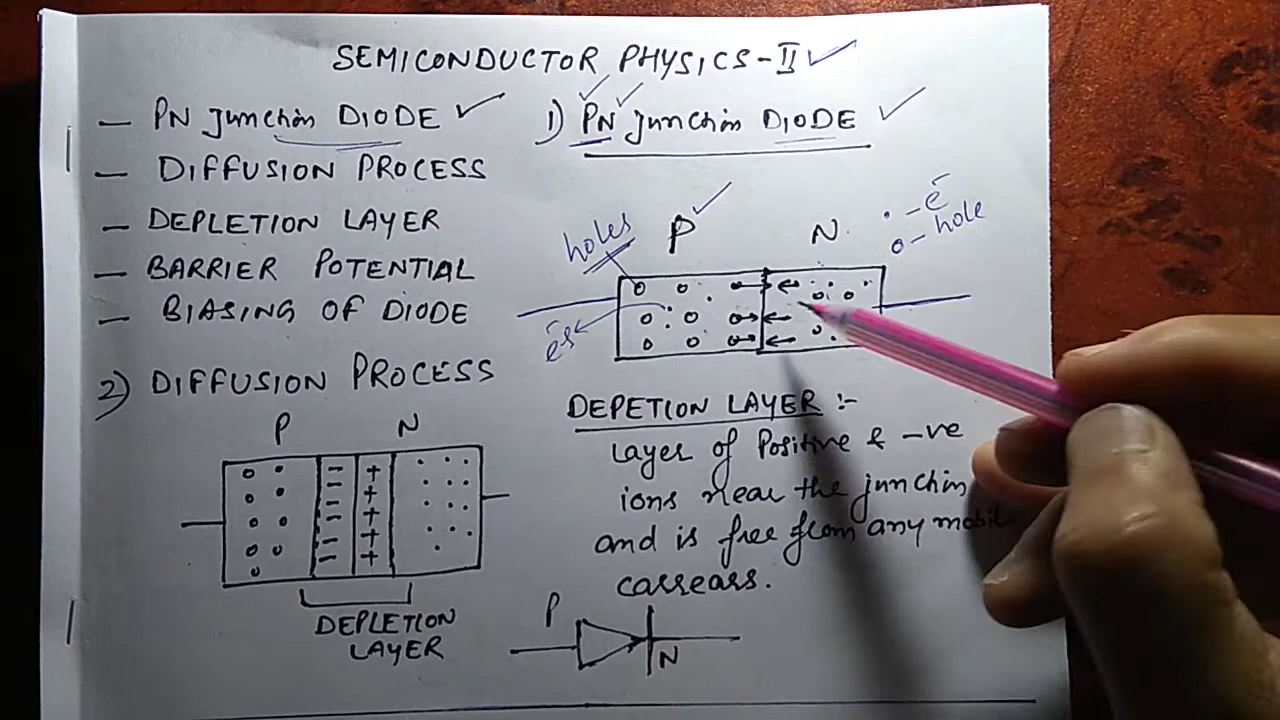 SEMICONDUCTOR PHYSICS-II
- PN Junction DIODE
- DIFFUSION PROCESS
- DEPLETION LAYER
- BARRIER POTENTIAL
- BIASING OF DIODE
1) PN Junction DIODE
holes
P
N
. - e⁻
o - hole
e⁻s
DEPETION LAYER :-
Layer of Positive & -ve
ions near the junction
and is free from any mobil
carrears.
2) DIFFUSION PROCESS
P N
DEPLETION
LAYER
P
N